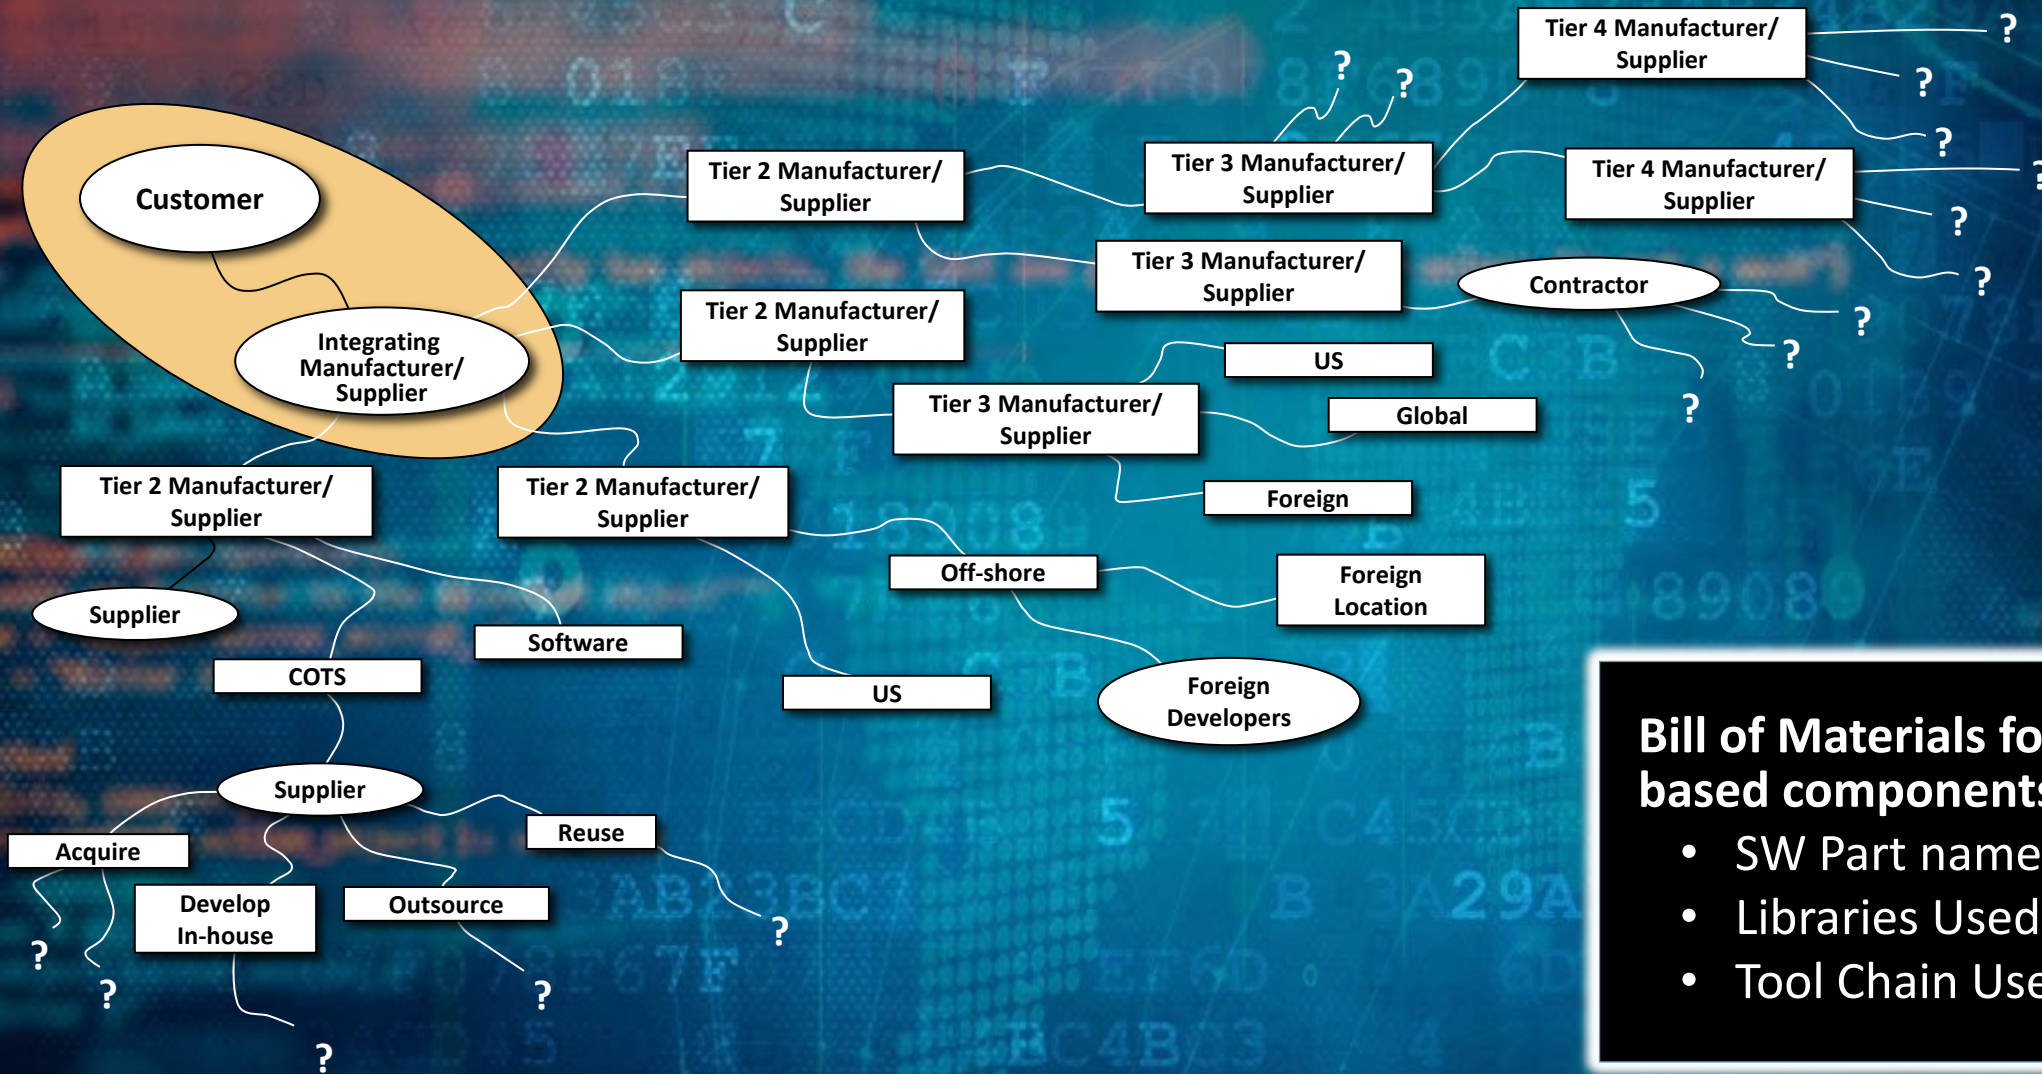 Tier 4 Manufacturer/
Supplier
?
?
?
?
?
Customer
Tier 2 Manufacturer/
Supplier
Tier 3 Manufacturer/
Supplier
Tier 4 Manufacturer/
Supplier
?
?
?
Tier 3 Manufacturer/
Supplier
Contractor
?
?
?
Integrating
Manufacturer/
Supplier
Tier 2 Manufacturer/
Supplier
US
Tier 3 Manufacturer/
Supplier
Global
Foreign
Tier 2 Manufacturer/
Supplier
Tier 2 Manufacturer/
Supplier
Off-shore
Foreign
Location
Supplier
Software
COTS
US
Foreign
Developers
Supplier
Reuse
?
Acquire
?
?
Develop
In-house
?
Outsource
?
Bill of Materials fo
based components
• SW Part name
• Libraries Used
• Tool Chain Use